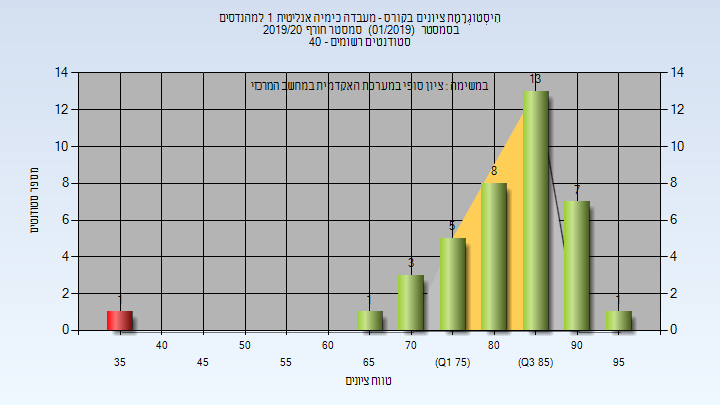 הִיסְטוֹגְרָמַת ציונים בקורס - מעבדה כימיה אנליטית 1 למהנדסים
בסמסטר (01/2019) סמסטר חורף 2019/20
סטודנטים רשומים - 40
במשימה : ציון סופי במערכת האקדמית במחשב המרכזי
מספר סטודנטים
14 14
12 12
10 10
8 8
6 6
4 4
2 2
0 0
1 1 3 5 8 13 7 1
40 50 60 70 80 90
35 45 55 65 (Q1 75) (Q3 85) 95
טווח ציונים